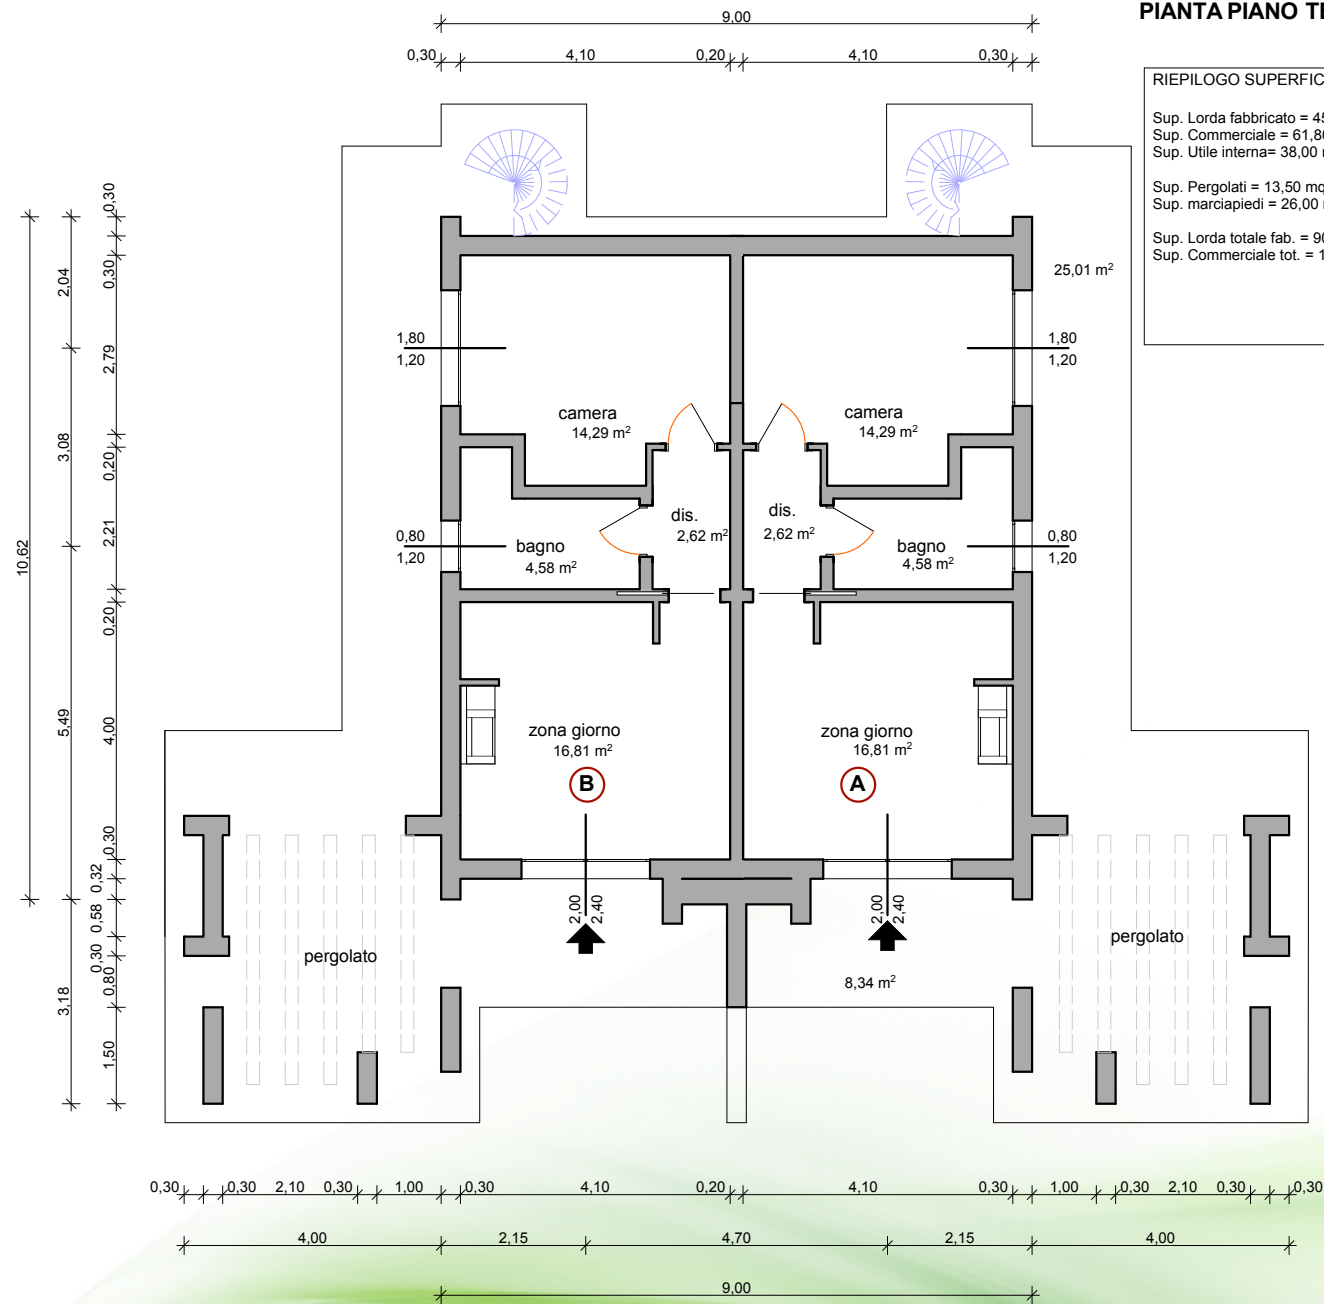 PIANTA PIANO
9,00
0,30 4,10 0,20 4,10 0,30
RIEPILOGO
Sup. Lorda fabbricato =
Sup. Commerciale =
Sup. Utile interna= 38,00
Sup. Pergolati = 13,50
Sup. marciapiedi = 26,00
Sup. Lorda totale fab. =
Sup. Commerciale tot. =
0,30
0,30
2,04
2,79
3,08
0,20
2,21
10,62
0,20
5,49
4,00
0,30
0,32
0,58
0,30
0,80
3,18
1,50
25,01 m²
1,80
1,20
1,80
1,20
camera
14,29 m²
camera
14,29 m²
dis.
2,62 m²
dis.
2,62 m²
0,80
1,20
0,80
1,20
bagno
4,58 m²
bagno
4,58 m²
zona giorno
16,81 m²
B
zona giorno
16,81 m²
A
2,00
2,40
2,00
2,40
pergolato
pergolato
8,34 m²
0,30 0,30 2,10 0,30 1,00 0,30 4,10 0,20 4,10 0,30 1,00 0,30 2,10 0,30 0,30
4,00 2,15 4,70 2,15 4,00
9,00